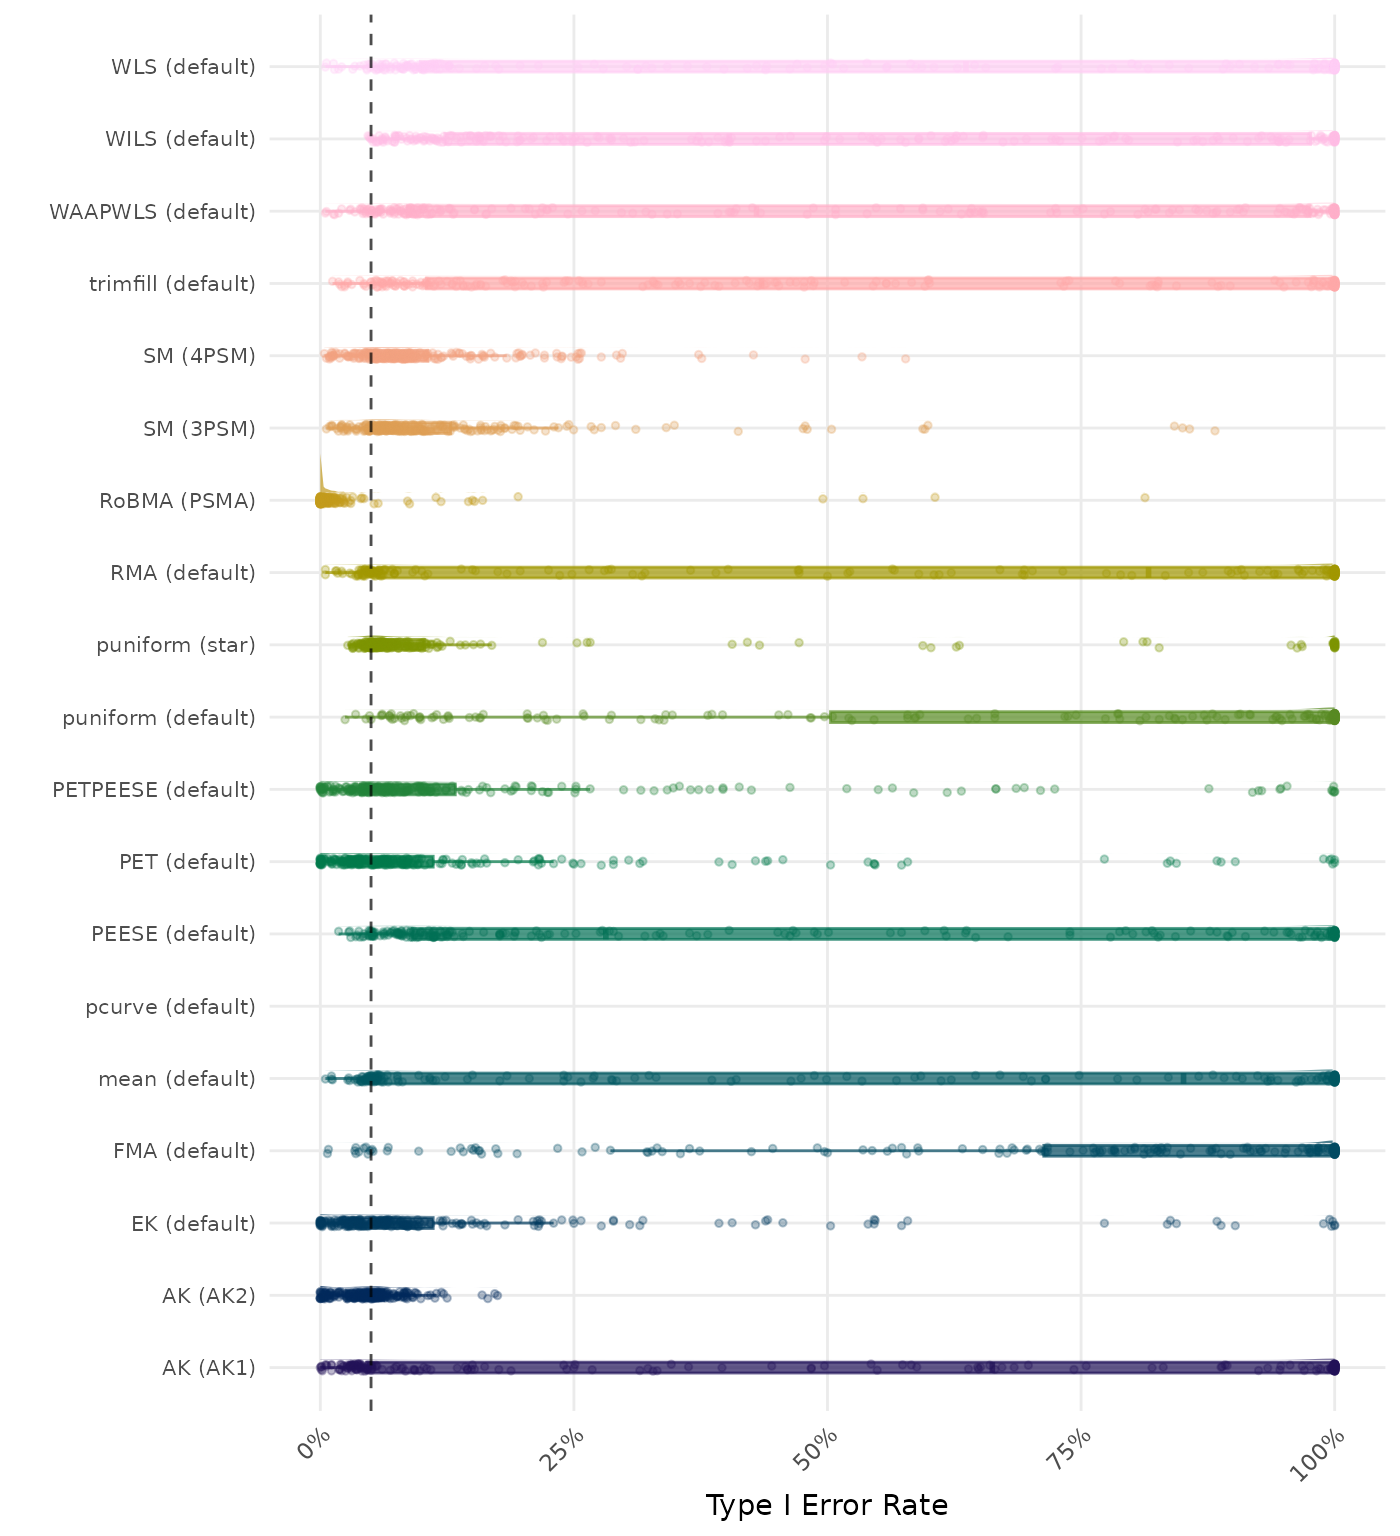 WLS (default)
WILS (default)
WAAPWLS (default)
trimfill (default)
SM (4PSM)
SM (3PSM)
RoBMA (PSMA)
RMA (default)
puniform (star)
puniform (default)
PETPEESE (default)
PET (default)
PEESE (default)
pcurve (default)
mean (default)
FMA (default)
EK (default)
AK (AK2)
AK (AK1)
0%
25%
50%
75%
100%
Type I Error Rate